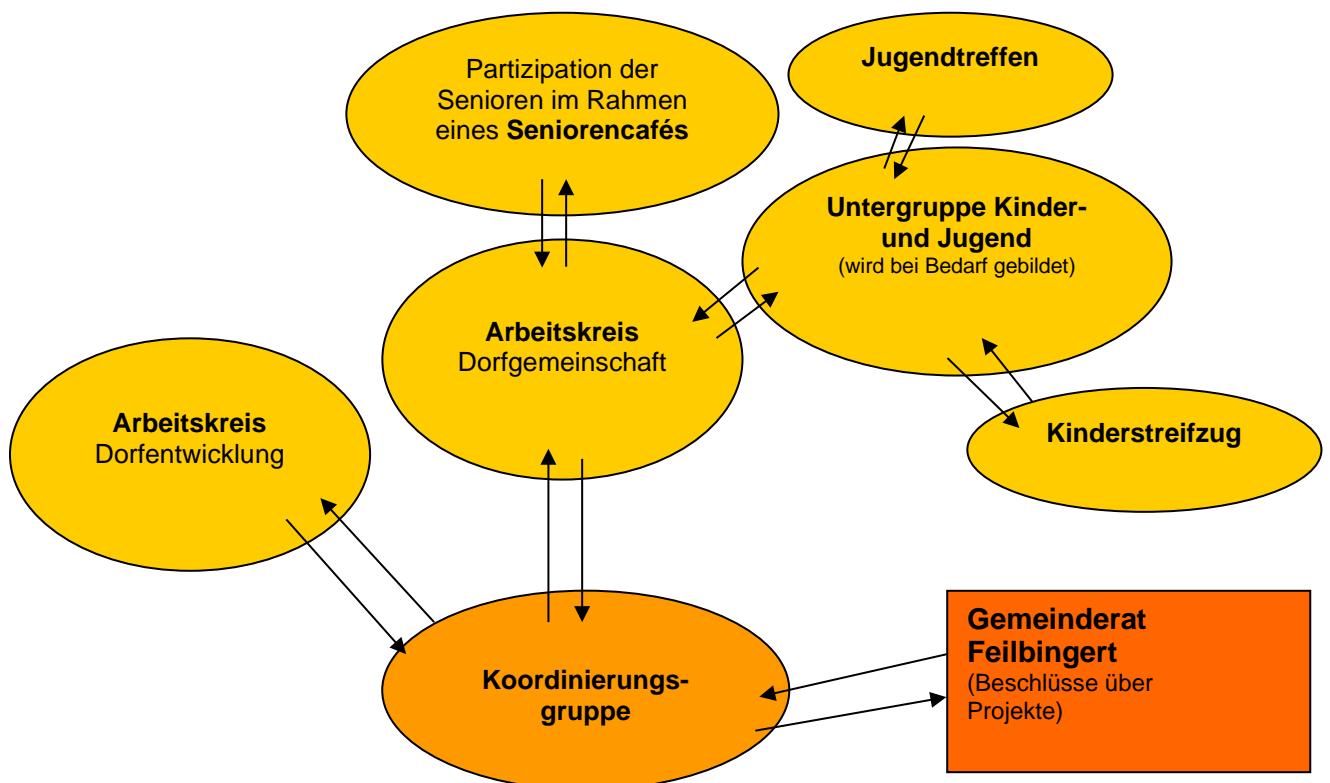 Partizipation der
Senioren im Rahmen
eines Seniorencafés
Jugendtreffen
Untergruppe Kinder-
und Jugend
(wird bei Bedarf gebildet)
Arbeitskreis
Dorfgemeinschaft
Arbeitskreis
Dorfentwicklung
Kinderstreifzug
Koordinierungs-
gruppe
Gemeinderat
Feilbingert
(Beschlüsse über
Projekte)